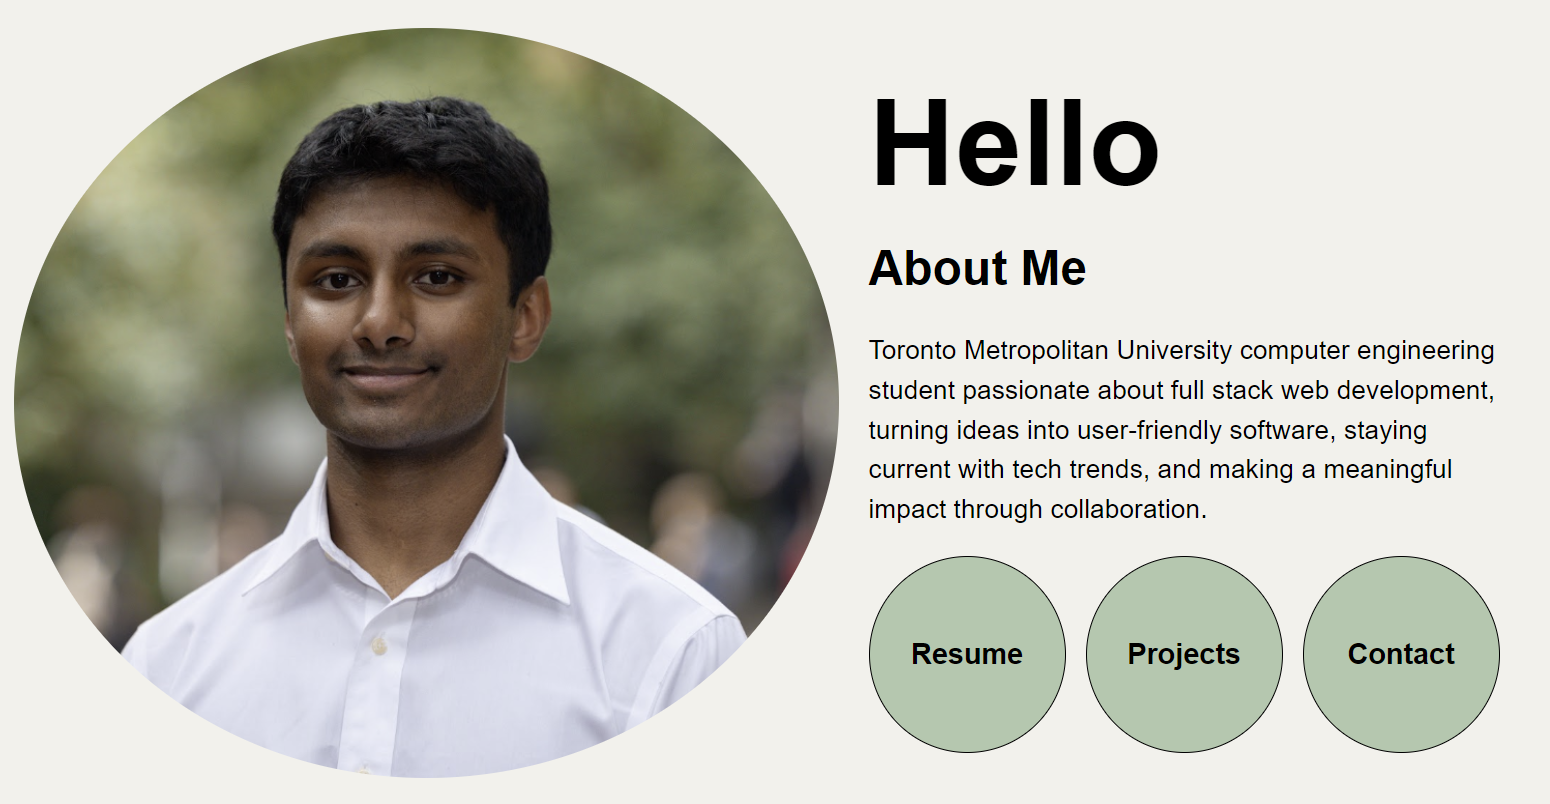 Hello
About Me
Toronto Metropolitan University computer engineering
student passionate about full stack web development,
turning ideas into user-friendly software, staying
current with tech trends, and making a meaningful
impact through collaboration.
Resume
Projects
Contact